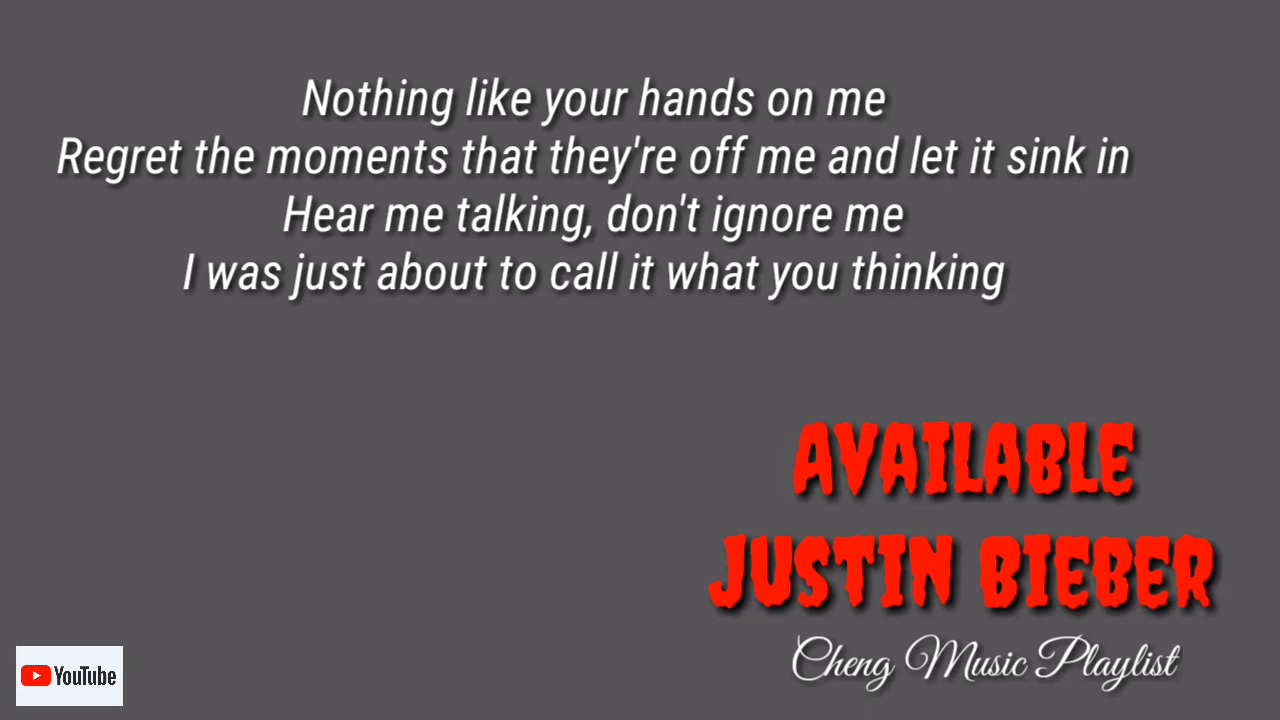 Nothing like your hands on me
Regret the moments that they're off me and let it sink in
Hear me talking, don't ignore me
I was just about to call it what you thinking
AVAILABLE
JUSTIN BIEBER
Cheng Music Playlist
YouTube